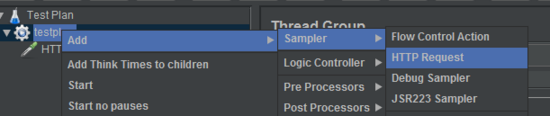 Test Plan
Thread Group
testpl
HT
Add
Add Think Times to children
Start
Start no pauses
Sampler
Logic Controller
Pre Processors
Post Processors
Flow Control Action
HTTP Request
Debug Sampler
JSR223 Sampler